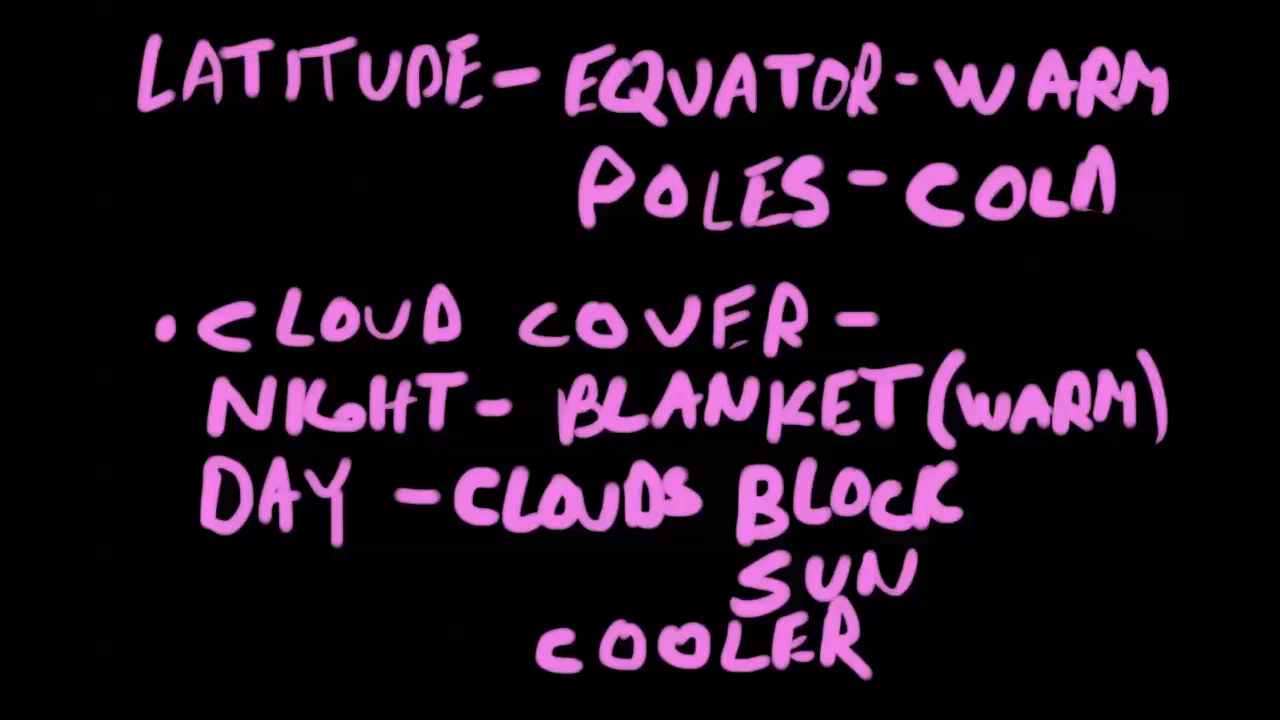 LATITUDE - EQUATOR - WARM
POLES - COLD
• CLOUD COVER -
NIGHT - BLANKET (WARM)
DAY - CLOUDS BLOCK
SUN
COOLER